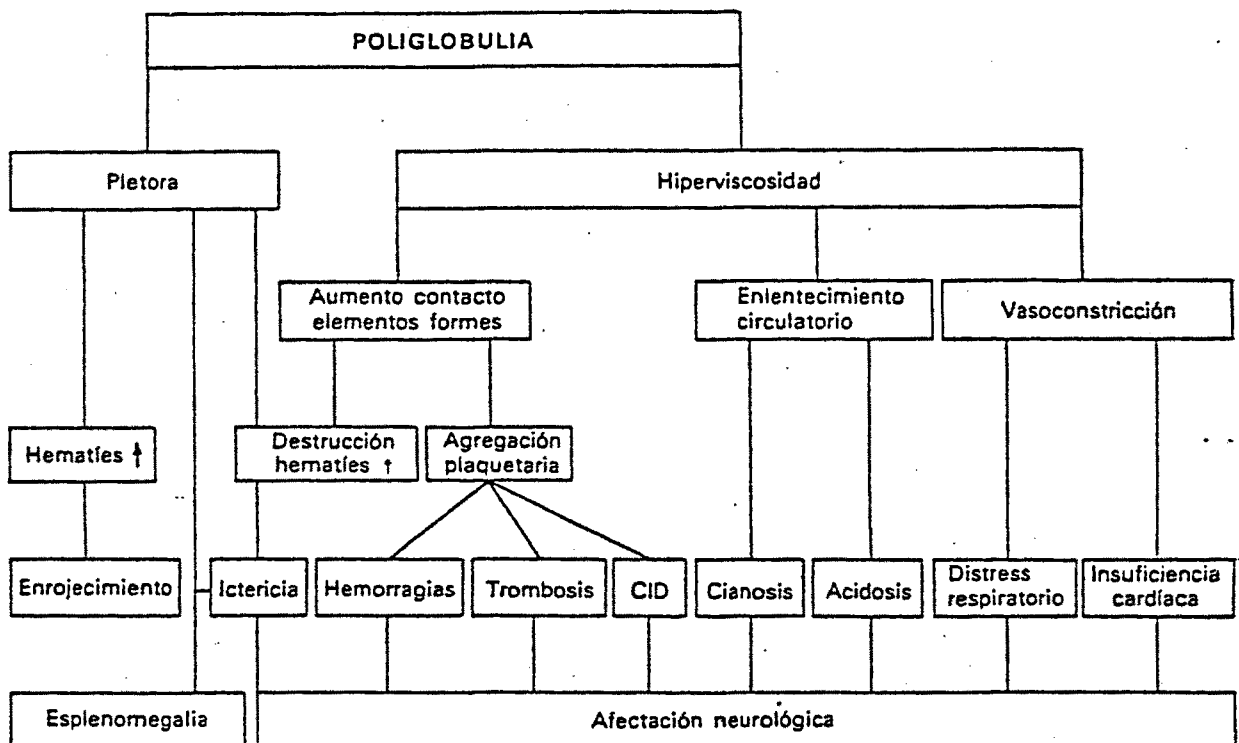 POLIGLOBULIA
Pletora
Hiperviscosidad
Aumento contacto
elementos formes
Enlentecimiento
circulatorio
Vasoconstricción
Hematíes ↑
Destrucción
hematíes ↑
Agregación
plaquetaria
Enrojecimiento
Ictericia
Hemorragias
Trombosis
CID
Cianosis
Acidosis
Distress
respiratorio
Insuficiencia
cardíaca
Esplenomegalia
Afectación neurológica